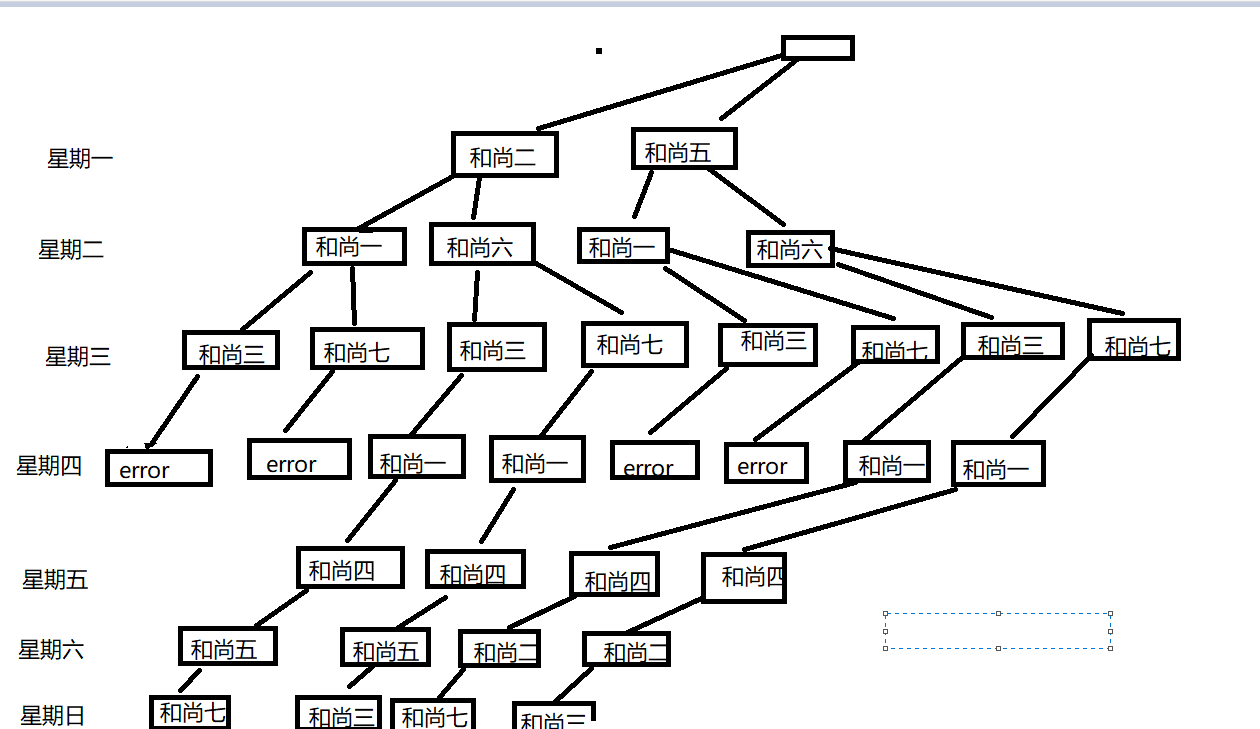 星期一 和尚二 和尚五
星期二 和尚一 和尚六 和尚一 和尚六
星期三 和尚三 和尚七 和尚三 和尚七 和尚三 和尚七 和尚三 和尚七
星期四 error error 和尚一 和尚一 error error 和尚一 和尚一
星期五 和尚四 和尚四 和尚四 和尚四
星期六 和尚五 和尚五 和尚二 和尚二
星期日 和尚七 和尚三 和尚七 和尚三